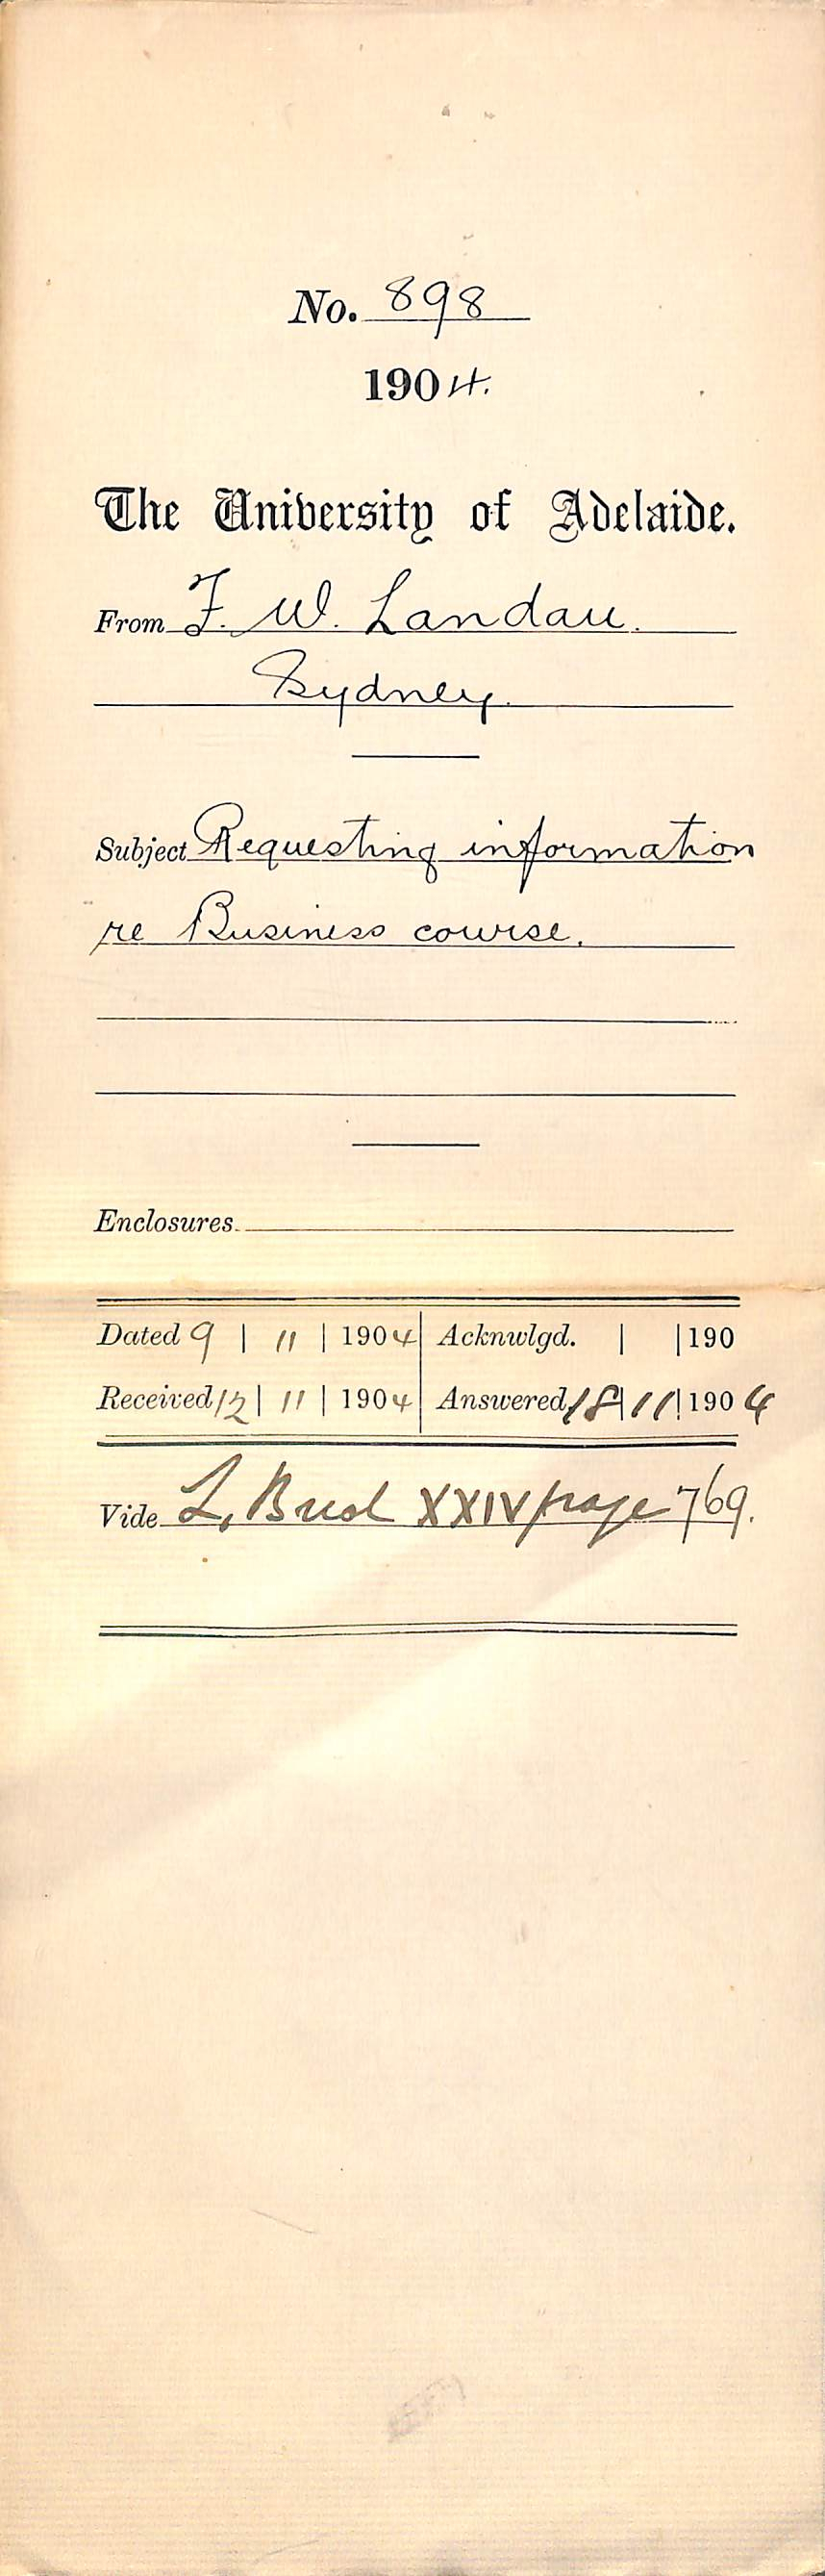 No. 898
1904.
The University of Adelaide.
From F. W. Landau.
Sydney.
Subject Requesting information
re Business course.
Enclosures
Dated 9 | 11 | 1904 | Acknwlgd. | | 190
Received 12 | 11 | 1904 | Answered 18 | 11 | 1904
Vide L, XXIV page 769.